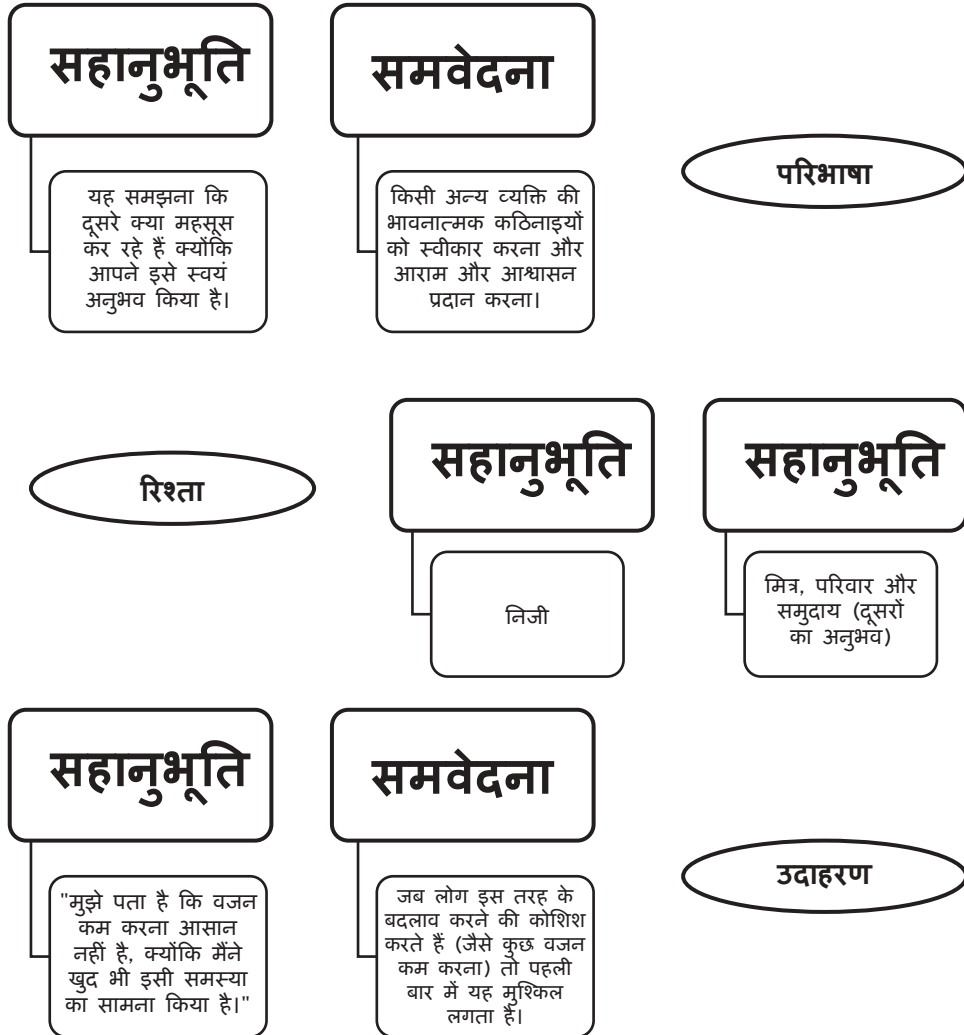 सहानुभूति
समवेदना
यह समझना कि
दूसरे क्या महसूस
कर रहे हैं क्योंकि
आपने इसे स्वयं
अनुभव किया है।
किसी अन्य व्यक्ति की
भावनात्मक कठिनाइयों
को स्वीकार करना और
आराम और आश्वासन
प्रदान करना।
परिभाषा
रिश्ता
सहानुभूति
सहानुभूति
निजी
मित्र, परिवार और
समुदाय (दूसरों
का अनुभव)
सहानुभूति
समवेदना
"मुझे पता है कि वजन
कम करना आसान
नहीं है, क्योंकि मैंने
खुद भी इसी समस्या
का सामना किया है।"
जब लोग इस तरह के
बदलाव करने की कोशिश
करते हैं (जैसे कुछ वजन
कम करना) तो पहली
बार में यह मुश्किल
लगता है।
उदाहरण